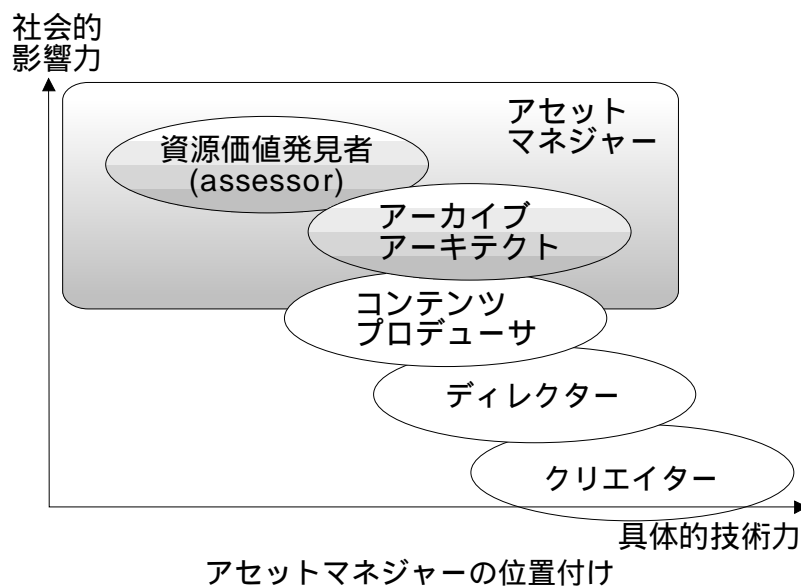 社会的
影響力
アセット
マネジャー
資源価値発見者
(assessor)
アーカイブ
アーキテクト
コンテンツ
プロデューサ
ディレクター
クリエイター
具体的技術力
アセットマネジャーの位置付け